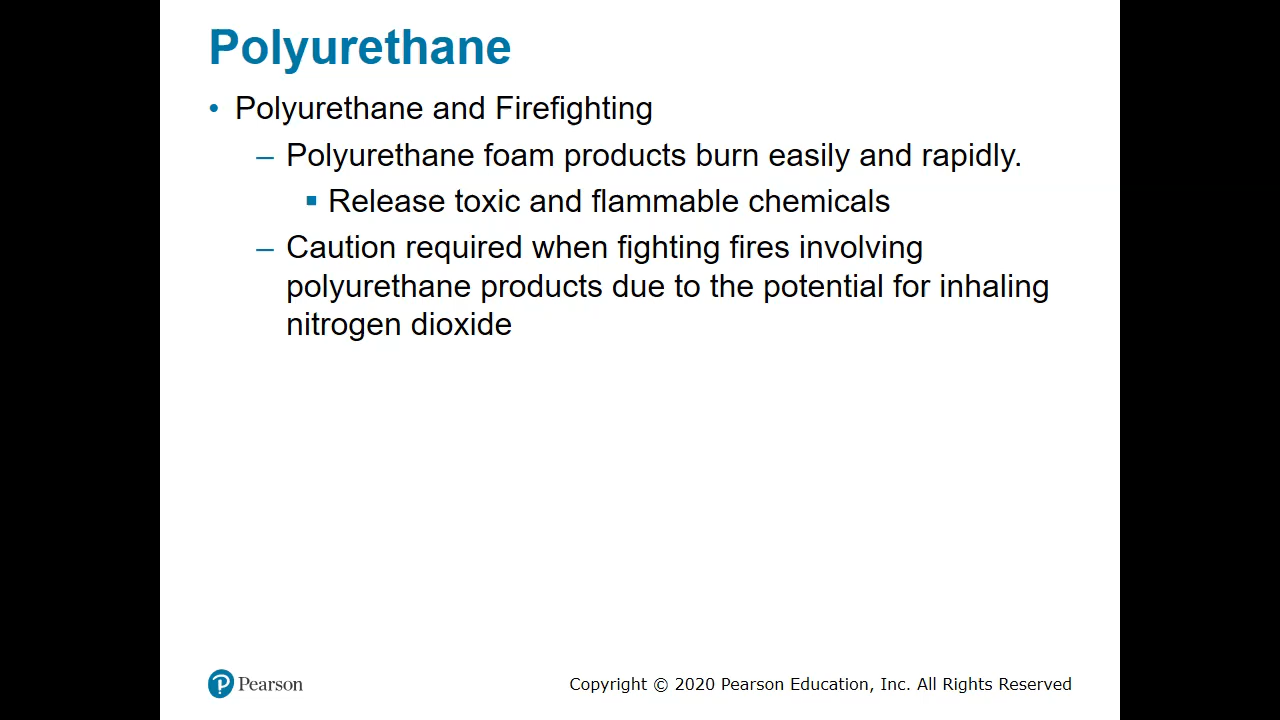 Polyurethane
• Polyurethane and Firefighting
– Polyurethane foam products burn easily and rapidly.
▪ Release toxic and flammable chemicals
– Caution required when fighting fires involving
polyurethane products due to the potential for inhaling
nitrogen dioxide
Pearson
Copyright © 2020 Pearson Education, Inc. All Rights Reserved